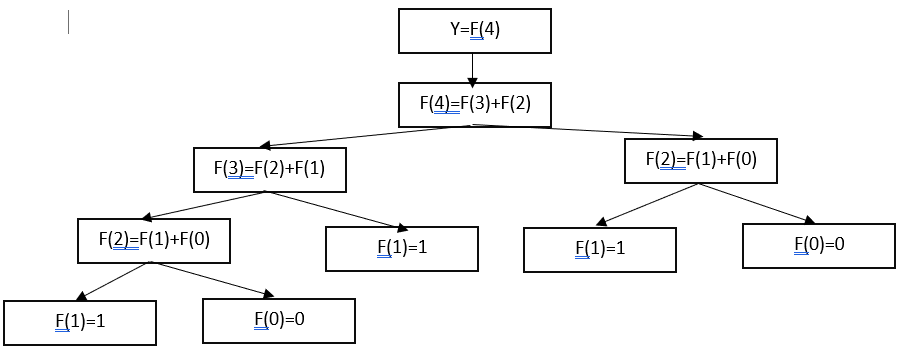 Y=F(4)
F(4)=F(3)+F(2)
F(3)=F(2)+F(1)
F(2)=F(1)+F(0)
F(2)=F(1)+F(0)
F(1)=1
F(1)=1
F(0)=0
F(1)=1
F(0)=0